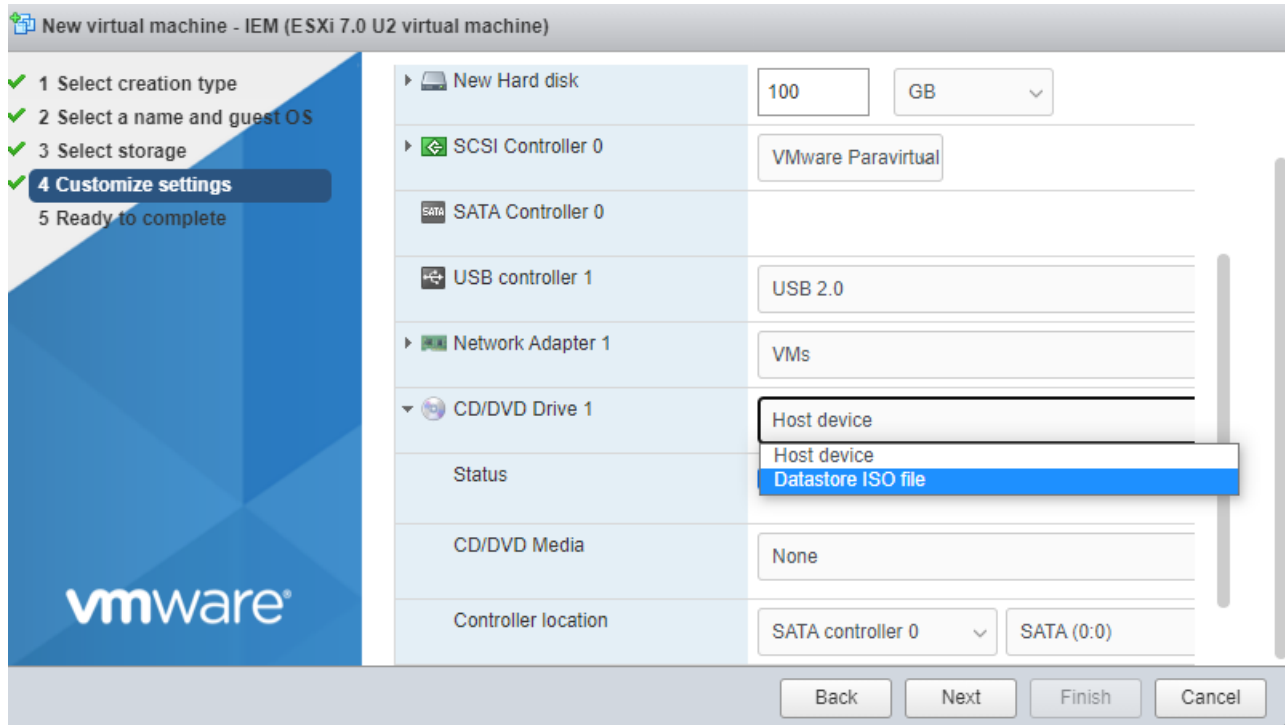 New virtual machine - IEM (ESXi 7.0 U2 virtual machine)
1 Select creation type
2 Select a name and guest OS
3 Select storage
4 Customize settings
5 Ready to complete
New Hard disk
100
GB
SCSI Controller 0
VMware Paravirtual
SATA
SATA Controller 0
USB controller 1
USB 2.0
Network Adapter 1
VMs
CD/DVD Drive 1
Host device
Host device
Datastore ISO file
Status
CD/DVD Media
None
Controller location
SATA controller 0
SATA (0:0)
vmware®
Back
Next
Finish
Cancel